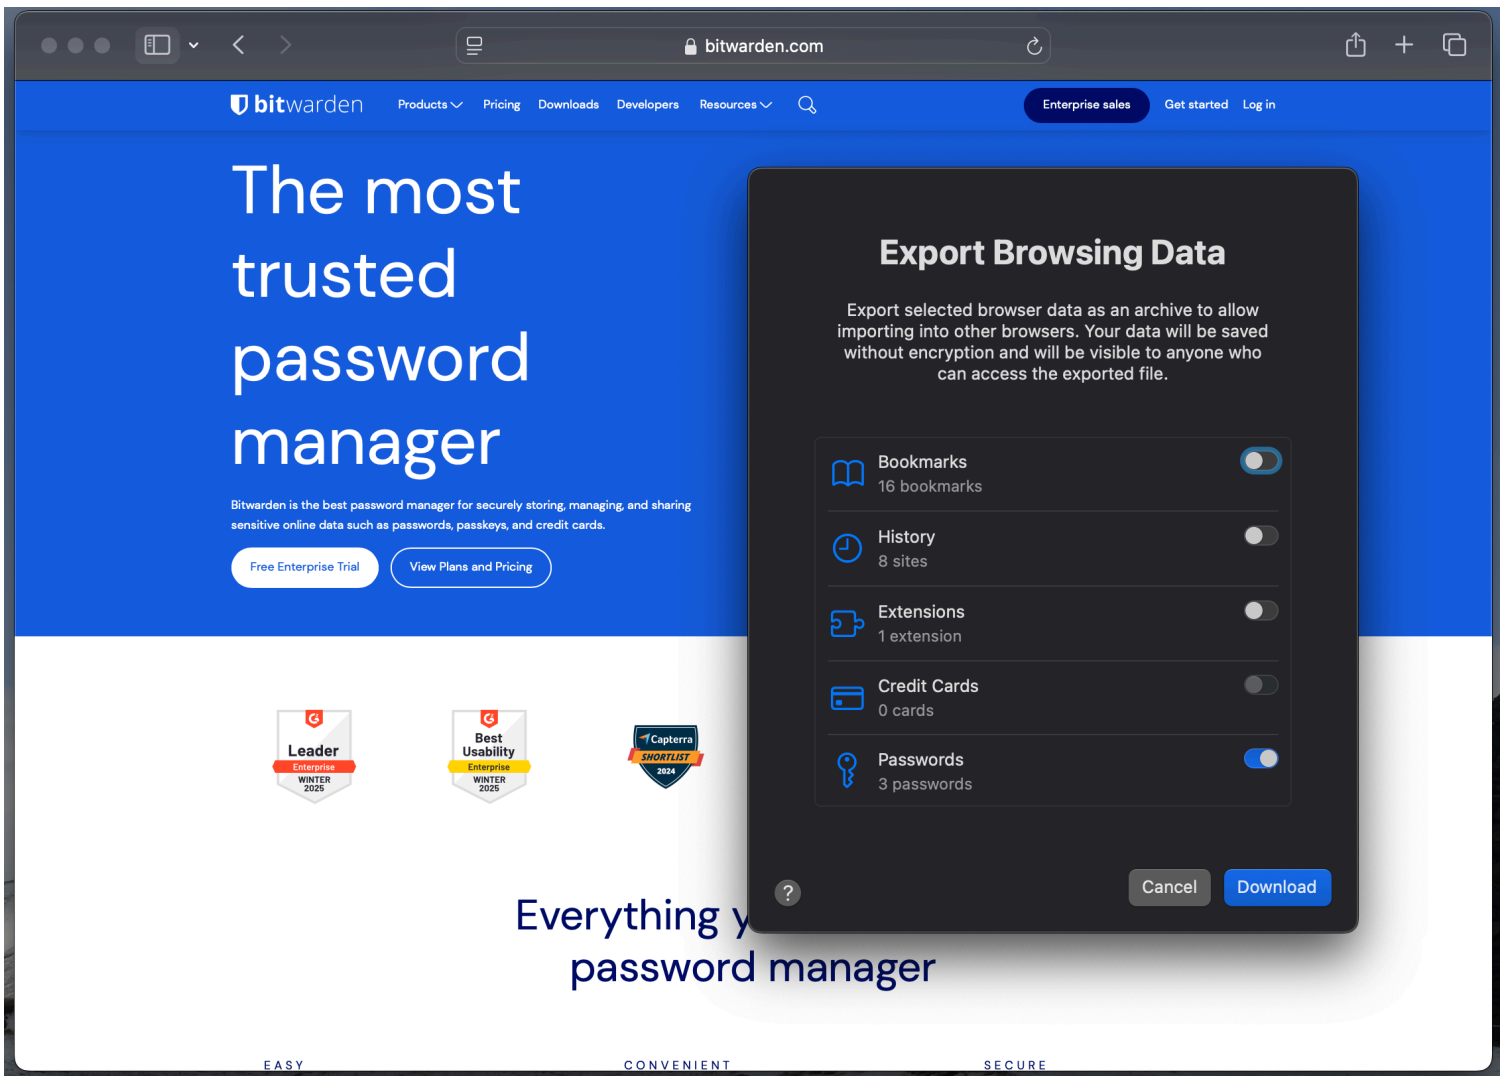 bitwarden.com
bitwarden
Products
Pricing
Downloads
Developers
Resources
Enterprise sales
Get started
Log in
The most
trusted
password
manager
Bitwarden is the best password manager for securely storing, managing, and sharing
sensitive online data such as passwords, passkeys, and credit cards.
Free Enterprise Trial
View Plans and Pricing
Export Browsing Data
Export selected browser data as an archive to allow
importing into other browsers. Your data will be saved
without encryption and will be visible to anyone who
can access the exported file.
Bookmarks
16 bookmarks
History
8 sites
Extensions
1 extension
Credit Cards
0 cards
Passwords
3 passwords
?
Cancel
Download
Leader
Enterprise
WINTER
2025
Best
Usability
Enterprise
WINTER
2025
Capterra
SHORTLIST
2024
Everything y
password manager
EASY
CONVENIENT
SECURE